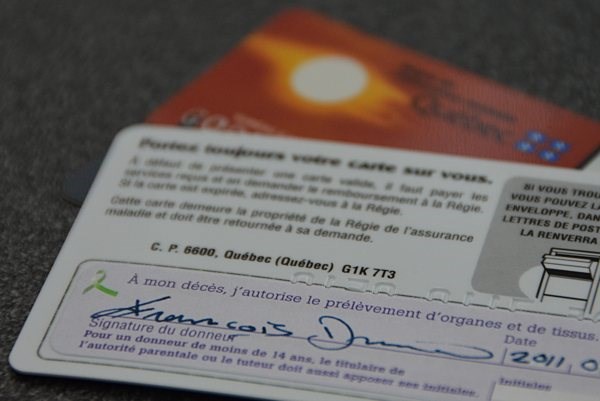 Québec
Portez toujours votre carte sur vous.
À défaut de présenter une carte valide, il faut payer les
services reçus et en demander le remboursement à la Régie.
Si la carte est expirée, adressez-vous à la Régie.
Cette carte demeure la propriété de la Régie de l'assurance
maladie et doit être retournée à sa demande.
C. P. 6600, Québec (Québec) G1K 7T3
SI VOUS TROU
VOUS POUVEZ LA
ENVELOPPE, DAN
LETTRES DE POST
LA RENVERRA
À mon décès, j'autorise le prélèvement d'organes et de tissus.
François
Signature du donneur
Date
2011
Pour un donneur de moins de 14 ans, le titulaire de
l'autorité parentale ou le tuteur doit aussi apposer ses initiales.
Initiales